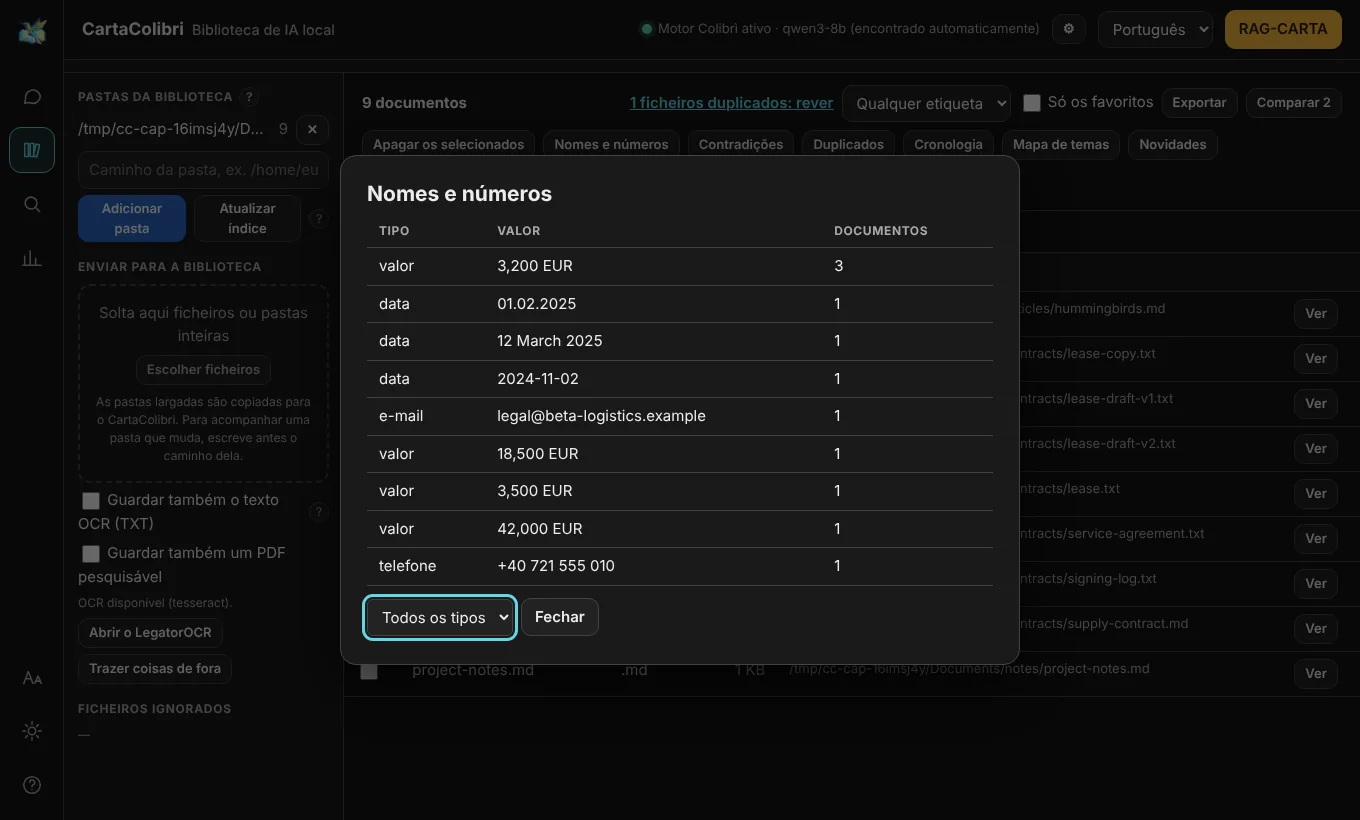 CartaColibri Biblioteca de IA local
Motor Colibrì ativo · qwen3-8b (encontrado automaticamente)
Português
RAG-CARTA
PASTAS DA BIBLIOTECA ?
/tmp/cc-cap-16imsj4y/D... 9 ×
Caminho da pasta, ex. /home/eu
Adicionar pasta
Atualizar índice
?
ENVIAR PARA A BIBLIOTECA
Solta aqui ficheiros ou pastas
inteiras
Escolher ficheiros
As pastas largadas são copiadas para
o CartaColibri. Para acompanhar uma
pasta que muda, escreve antes o
caminho dela.
Guardar também o texto
OCR (TXT)
?
Guardar também um PDF
pesquisável
OCR disponível (tesseract).
Abrir o LegatorOCR
Trazer coisas de fora
FICHEIROS IGNORADOS
—
9 documentos
1 ficheiros duplicados: rever
Qualquer etiqueta
Só os favoritos
Exportar
Comparar 2
Apagar os selecionados
Nomes e números
Contradições
Duplicados
Cronologia
Mapa de temas
Novidades
Nomes e números
TIPO VALOR DOCUMENTOS
valor 3,200 EUR 3
data 01.02.2025 1
data 12 March 2025 1
data 2024-11-02 1
e-mail legal@beta-logistics.example 1
valor 18,500 EUR 1
valor 3,500 EUR 1
valor 42,000 EUR 1
telefone +40 721 555 010 1
Todos os tipos
Fechar
icles/hummingbirds.md Ver
ntracts/lease-copy.txt Ver
ntracts/lease-draft-v1.txt Ver
ntracts/lease-draft-v2.txt Ver
ntracts/lease.txt Ver
ntracts/service-agreement.txt Ver
ntracts/signing-log.txt Ver
ntracts/supply-contract.md Ver
project-notes.md .md 1 KB /tmp/cc-cap-16imsj4y/Documents/notes/project-notes.md Ver
AA
?